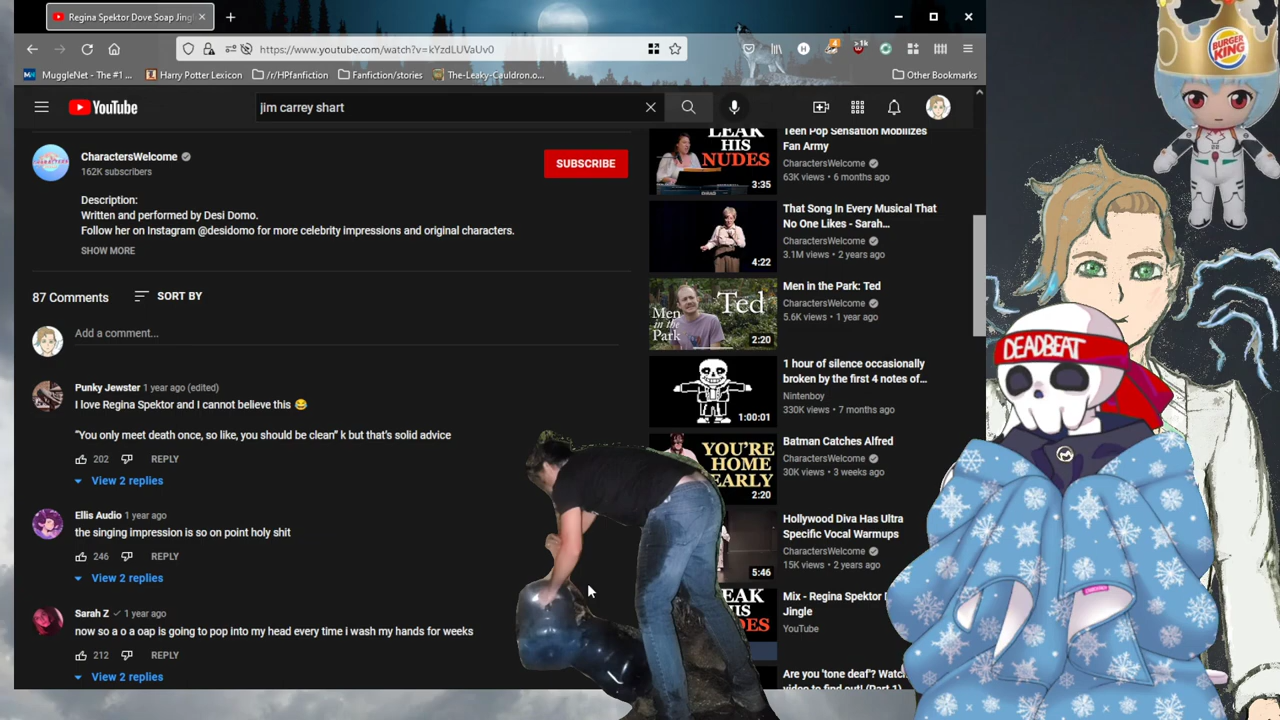 Regina Spektor Dove Soap Jingl
https://www.youtube.com/watch?v=kYzdLUVaUv0
MuggleNet - The #1 ...
Harry Potter Lexicon
/r/HPfanfiction
Fanfiction/stories
The-Leaky-Cauldron.o...
Other Bookmarks
YouTube
jim carrey shart
CharactersWelcome
162K subscribers
SUBSCRIBE
Description:
Written and performed by Desi Domo.
Follow her on Instagram @desidomo for more celebrity impressions and original characters.
SHOW MORE
87 Comments
SORT BY
Add a comment...
Punky Jewster 1 year ago (edited)
I love Regina Spektor and I cannot believe this 😂
“You only meet death once, so like, you should be clean” k but that's solid advice
202
REPLY
View 2 replies
Ellis Audio 1 year ago
the singing impression is so on point holy shit
246
REPLY
View 2 replies
Sarah Z 1 year ago
now so a o a oap is going to pop into my head every time i wash my hands for weeks
212
REPLY
View 2 replies
LEAK
HIS
NUDES
3:35
Teen Pop Sensation Mobilizes
Fan Army
CharactersWelcome
63K views • 6 months ago
4:22
That Song In Every Musical That
No One Likes - Sarah...
CharactersWelcome
3.1M views • 2 years ago
Men
in the
Park
Ted
2:20
Men in the Park: Ted
CharactersWelcome
5.6K views • 1 year ago
1:00:01
1 hour of silence occasionally
broken by the first 4 notes of...
Nintenboy
330K views • 7 months ago
YOU'RE
HOME
EARLY
2:20
Batman Catches Alfred
CharactersWelcome
30K views • 3 weeks ago
5:46
Hollywood Diva Has Ultra
Specific Vocal Warmups
CharactersWelcome
15K views • 2 years ago
LEAK
HIS
DES
Mix - Regina Spektor
Jingle
YouTube
Are you 'tone deaf'? Watch
video to find out! (Part 1)
BURGER
KING
DEADBEAT